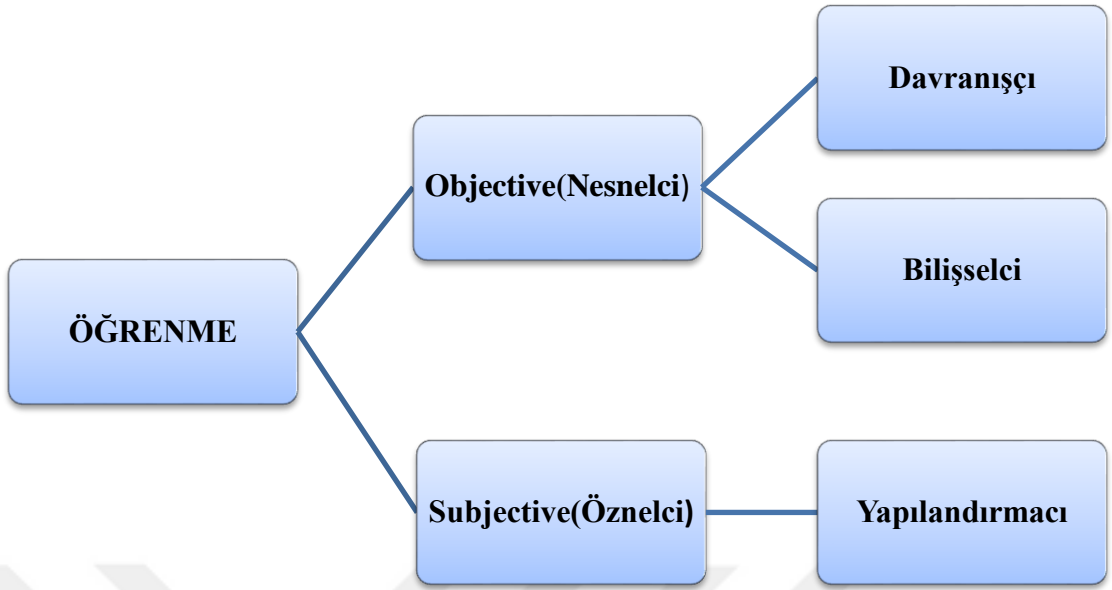 ÖĞRENME
Objective(Nesnelci)
Davranışçı
Bilişselci
Subjective(Öznelci)
Yapılandırmacı